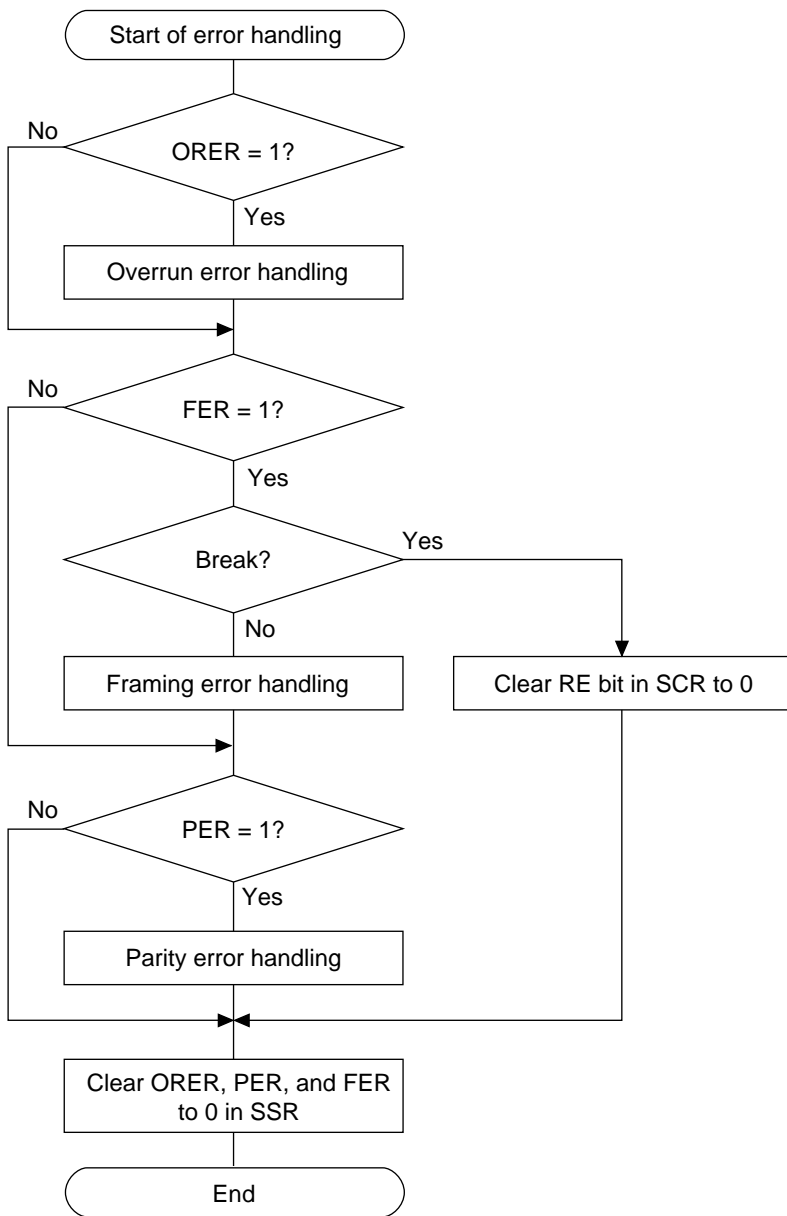 Start of error handling
No
ORER = 1?
Yes
Overrun error handling
No
FER = 1?
Yes
Break?
Yes
No
Framing error handling
Clear RE bit in SCR to 0
No
PER = 1?
Yes
Parity error handling
Clear ORER, PER, and FER
to 0 in SSR
End